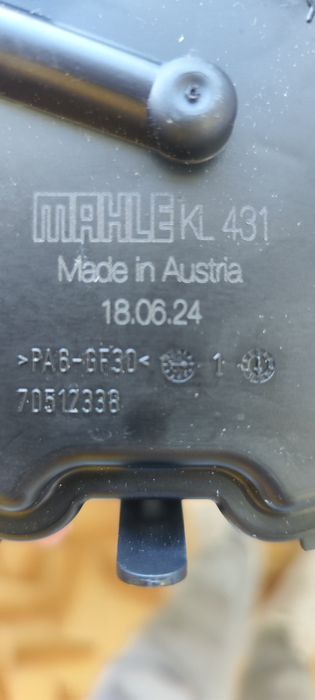 MAHLE KL 431
Made in Austria
18.06.24
>PA6-GF30< 1
70512338